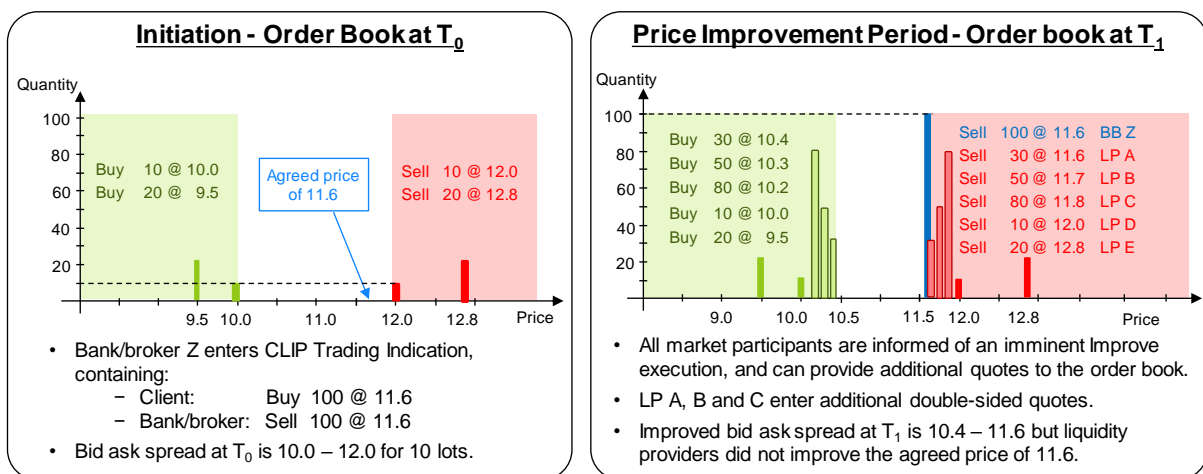 Initiation - Order Book at T0
Quantity
100
80
60
40
20
Buy 10 @ 10.0
Buy 20 @ 9.5
Agreed price
of 11.6
Sell 10 @ 12.0
Sell 20 @ 12.8
9.5 10.0 11.0 12.0 12.8 Price
• Bank/broker Z enters CLIP Trading Indication,
containing:
− Client: Buy 100 @ 11.6
− Bank/broker: Sell 100 @ 11.6
• Bid ask spread at T0 is 10.0 – 12.0 for 10 lots.
Price Improvement Period - Order book at T1
Quantity
100
80
60
40
20
Buy 30 @ 10.4
Buy 50 @ 10.3
Buy 80 @ 10.2
Buy 10 @ 10.0
Buy 20 @ 9.5
Sell 100 @ 11.6 BB Z
Sell 30 @ 11.6 LP A
Sell 50 @ 11.7 LP B
Sell 80 @ 11.8 LP C
Sell 10 @ 12.0 LP D
Sell 20 @ 12.8 LP E
9.0 10.0 10.5 11.5 12.0 12.8 Price
• All market participants are informed of an imminent Improve
execution, and can provide additional quotes to the order book.
• LP A, B and C enter additional double-sided quotes.
• Improved bid ask spread at T1 is 10.4 – 11.6 but liquidity
providers did not improve the agreed price of 11.6.